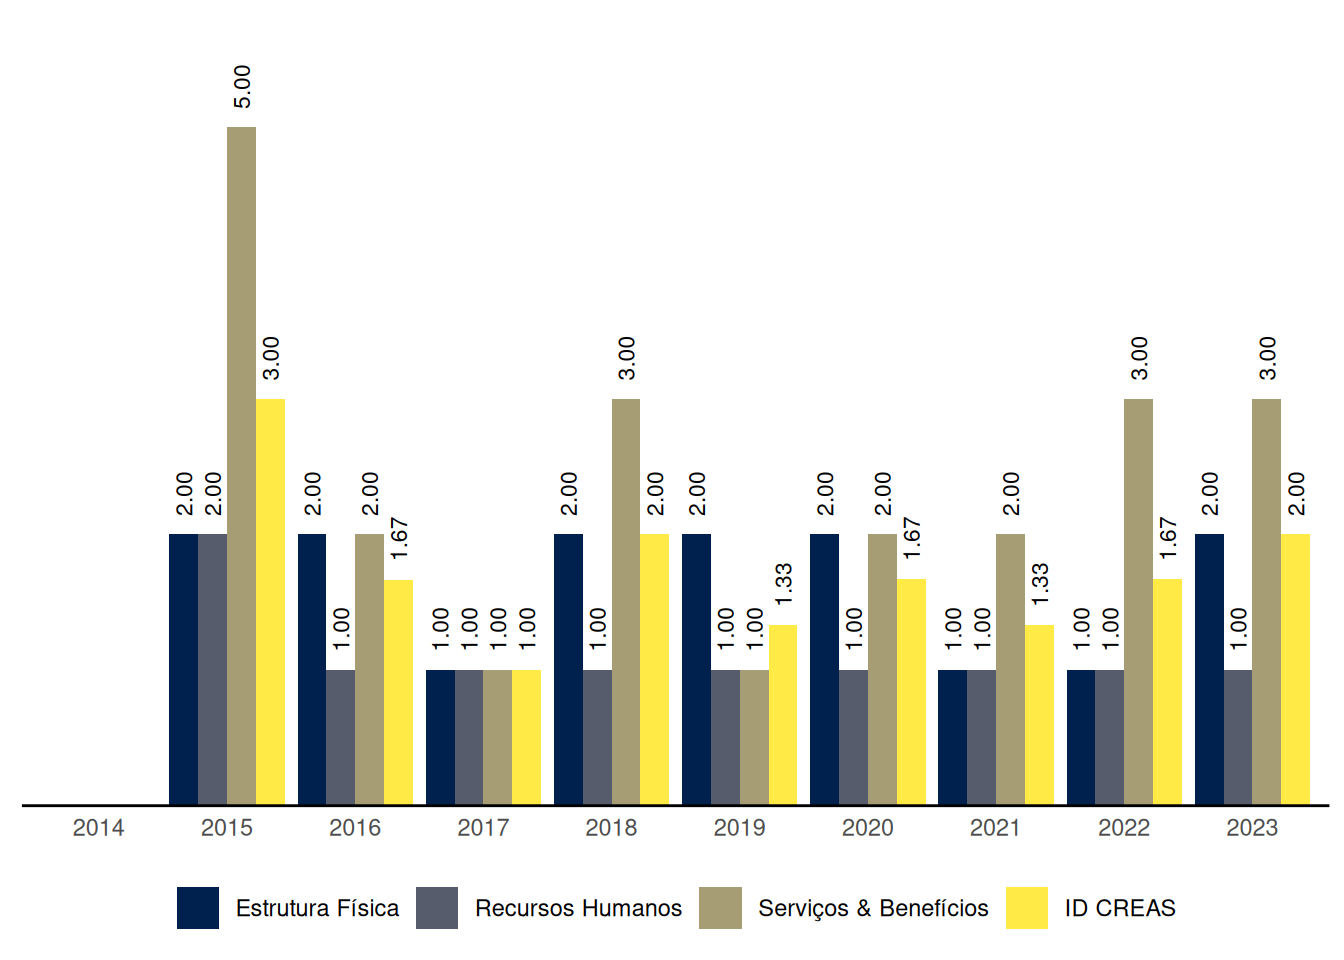 5.00
3.00 3.00 3.00 3.00
2.00 2.00 2.00 2.00 2.00 2.00 2.00 2.00 2.00 2.00 2.00 2.00
1.67 1.67 1.67
1.33 1.33
1.00 1.00 1.00 1.00 1.00 1.00 1.00 1.00 1.00 1.00 1.00 1.00 1.00 1.00
2014 2015 2016 2017 2018 2019 2020 2021 2022 2023
Estrutura Física Recursos Humanos Serviços & Benefícios ID CREAS